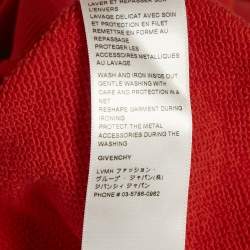 LAVER ET REPASSER SUR
L'ENVERS
LAVAGE DELICAT AVEC SOIN
ET PROTECTION EN FILET
REMETTRE EN FORME AU
REPASSAGE
PROTEGER LES
ACCESSOIRES METALLIQUES
AU LAVAGE
WASH AND IRON INSIDE OUT
GENTLE WASHING WITH
CARE AND PROTECTION IN A
NET
RESHAPE GARMENT DURING
IRONING
PROTECT THE METAL
ACCESSORIES DURING THE
WASHING
GIVENCHY
LVMH ファッション・
グループ・ジャパン(株)
ジバンシィ ジャパン
PHONE # 03-5786-0962